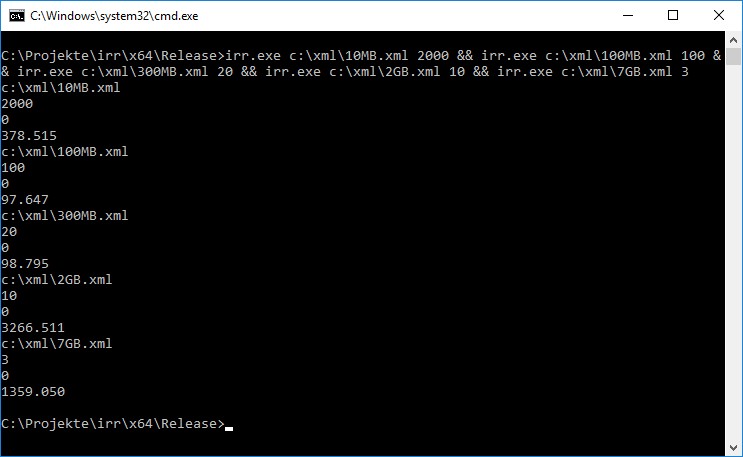 C:\Windows\system32\cmd.exe
C:\Projekte\irr\x64\Release>irr.exe c:\xml\10MB.xml 2000 && irr.exe c:\xml\100MB.xml 100 &
& irr.exe c:\xml\300MB.xml 20 && irr.exe c:\xml\2GB.xml 10 && irr.exe c:\xml\7GB.xml 3
c:\xml\10MB.xml
2000
0
378.515
c:\xml\100MB.xml
100
0
97.647
c:\xml\300MB.xml
20
0
98.795
c:\xml\2GB.xml
10
0
3266.511
c:\xml\7GB.xml
3
0
1359.050
C:\Projekte\irr\x64\Release>